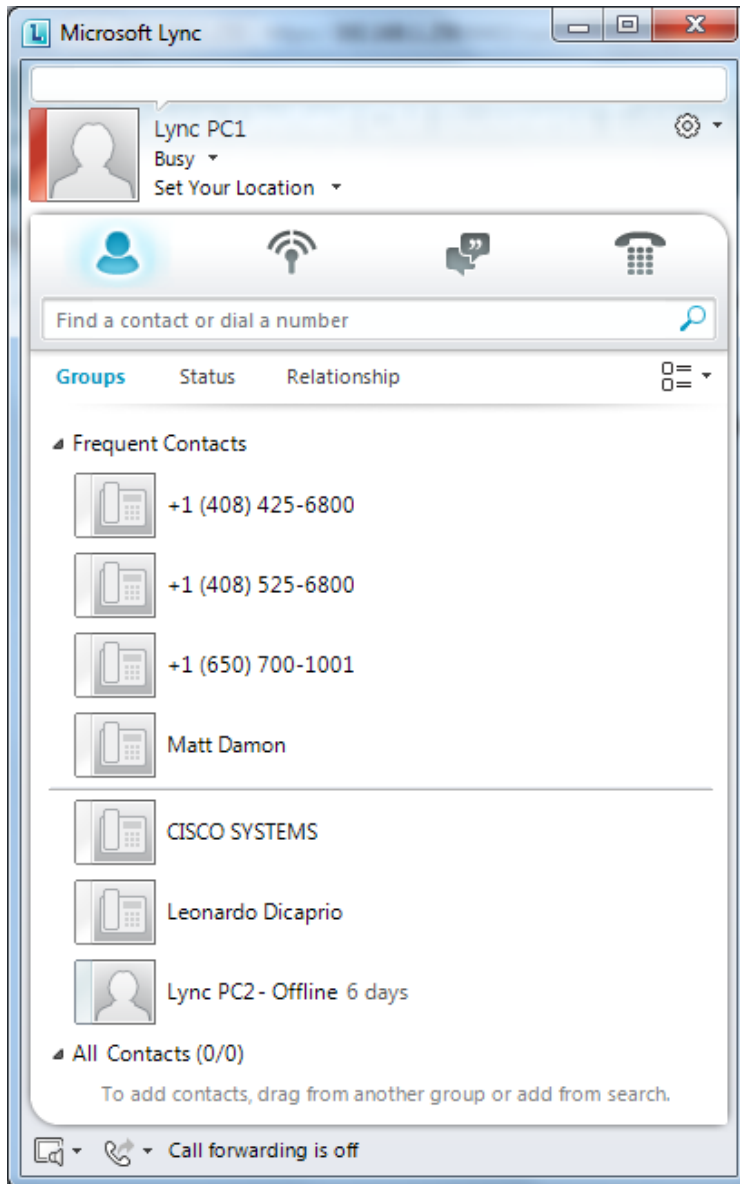 Microsoft Lync
Lync PC1
Busy
Set Your Location
Find a contact or dial a number
Groups Status Relationship
Frequent Contacts
+1 (408) 425-6800
+1 (408) 525-6800
+1 (650) 700-1001
Matt Damon
CISCO SYSTEMS
Leonardo Dicaprio
Lync PC2 - Offline 6 days
All Contacts (0/0)
To add contacts, drag from another group or add from search.
Call forwarding is off